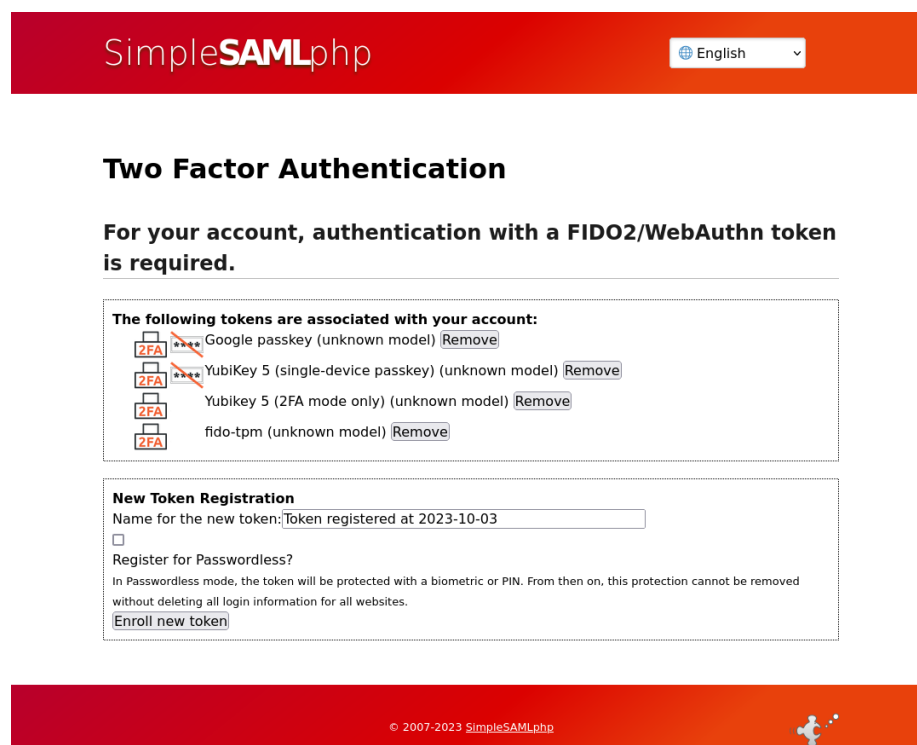 SimpleSAMLphp
English
Two Factor Authentication
For your account, authentication with a FIDO2/WebAuthn token
is required.
The following tokens are associated with your account:
2FA **** Google passkey (unknown model) Remove
2FA **** YubiKey 5 (single-device passkey) (unknown model) Remove
2FA Yubikey 5 (2FA mode only) (unknown model) Remove
2FA fido-tpm (unknown model) Remove
New Token Registration
Name for the new token: Token registered at 2023-10-03
Register for Passwordless?
In Passwordless mode, the token will be protected with a biometric or PIN. From then on, this protection cannot be removed
without deleting all login information for all websites.
Enroll new token
© 2007-2023 SimpleSAMLphp